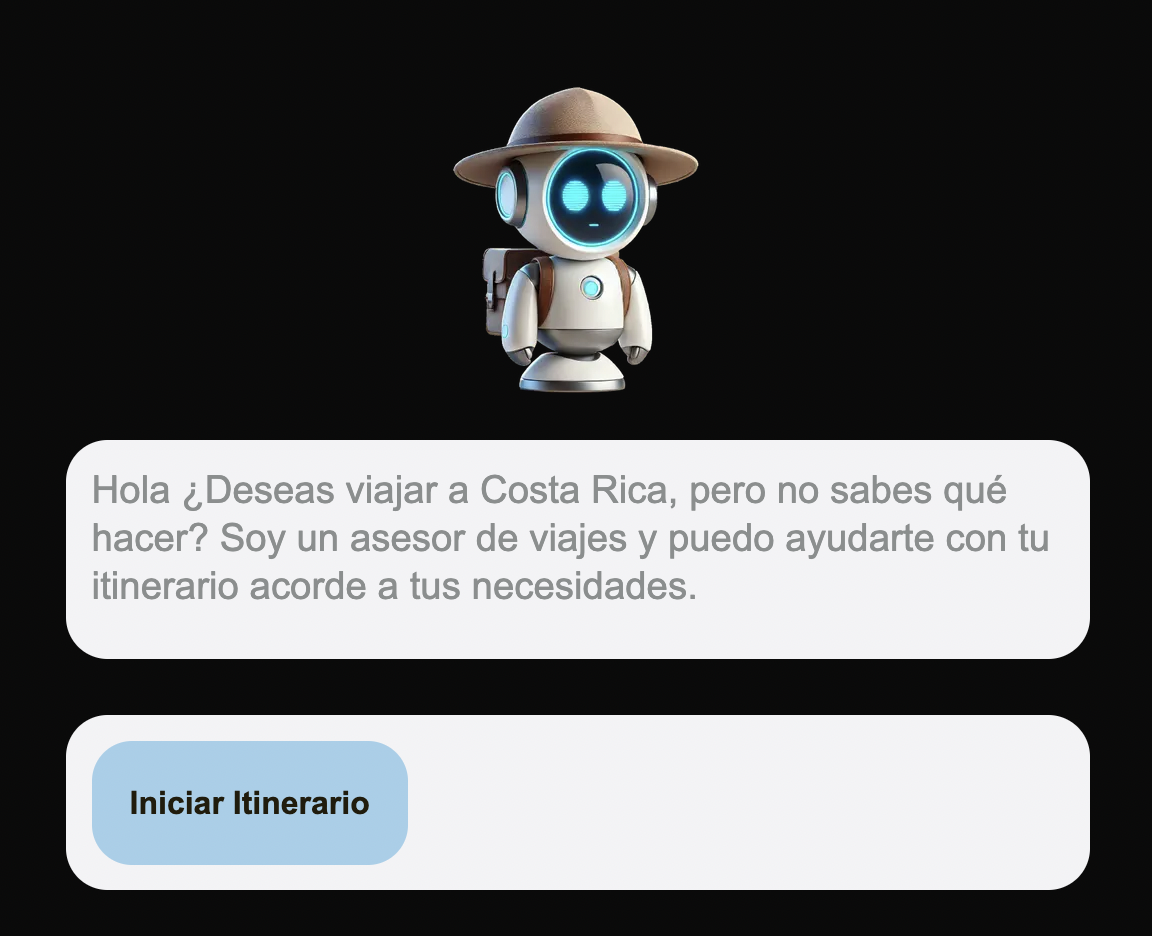 Hola ¿Deseas viajar a Costa Rica, pero no sabes qué
hacer? Soy un asesor de viajes y puedo ayudarte con tu
itinerario acorde a tus necesidades.
Iniciar Itinerario